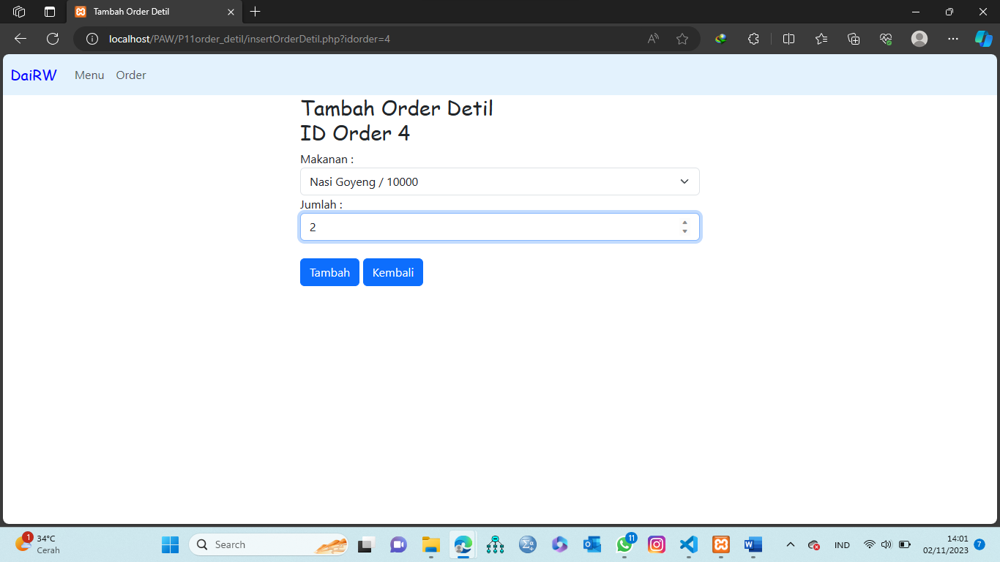 Tambah Order Detil
localhost/PAW/P11order_detil/insertOrderDetil.php?idorder=4
DaiRW Menu Order
Tambah Order Detil
ID Order 4
Makanan :
Nasi Goyeng / 10000
Jumlah :
2
Tambah Kembali
1 34°C
Cerah
Search
11
IND
14:01
02/11/2023
7